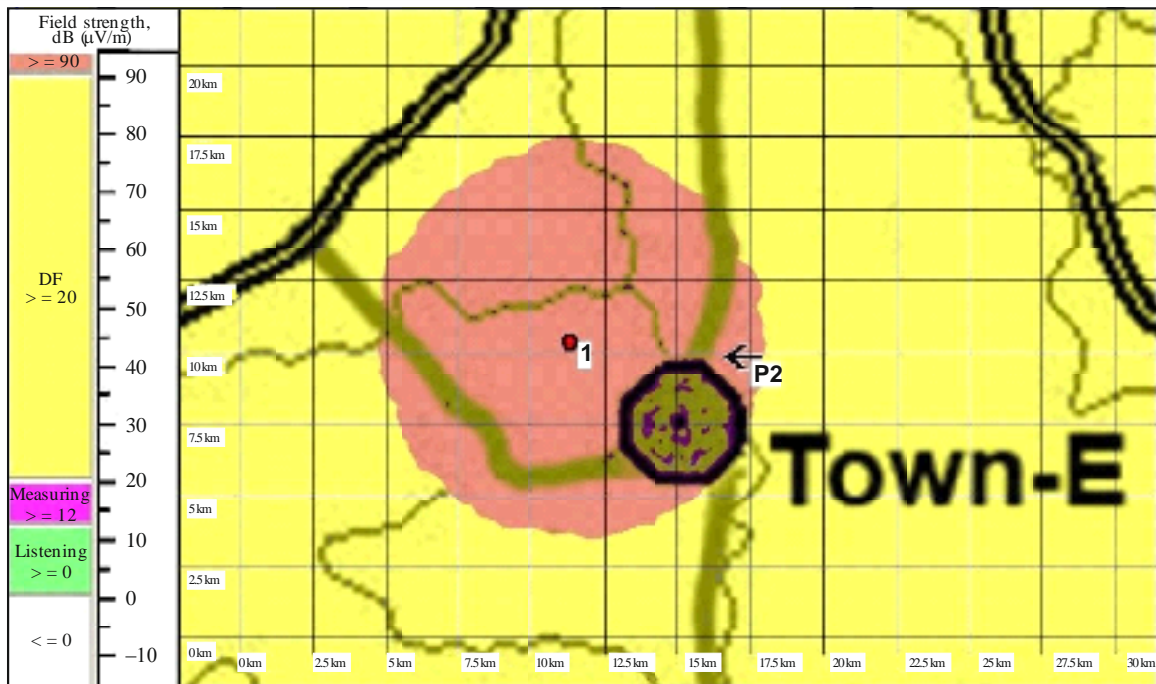 Field strength,
dB (μV/m)
> = 90
DF
> = 20
Measuring
> = 12
Listening
> = 0
< = 0
90
80
70
60
50
40
30
20
10
0
–10
20 km
17.5 km
15 km
12.5 km
10 km
7.5 km
5 km
2.5 km
0 km
1
P2
Town-E
0 km 2.5 km 5 km 7.5 km 10 km 12.5 km 15 km 17.5 km 20 km 22.5 km 25 km 27.5 km 30 km